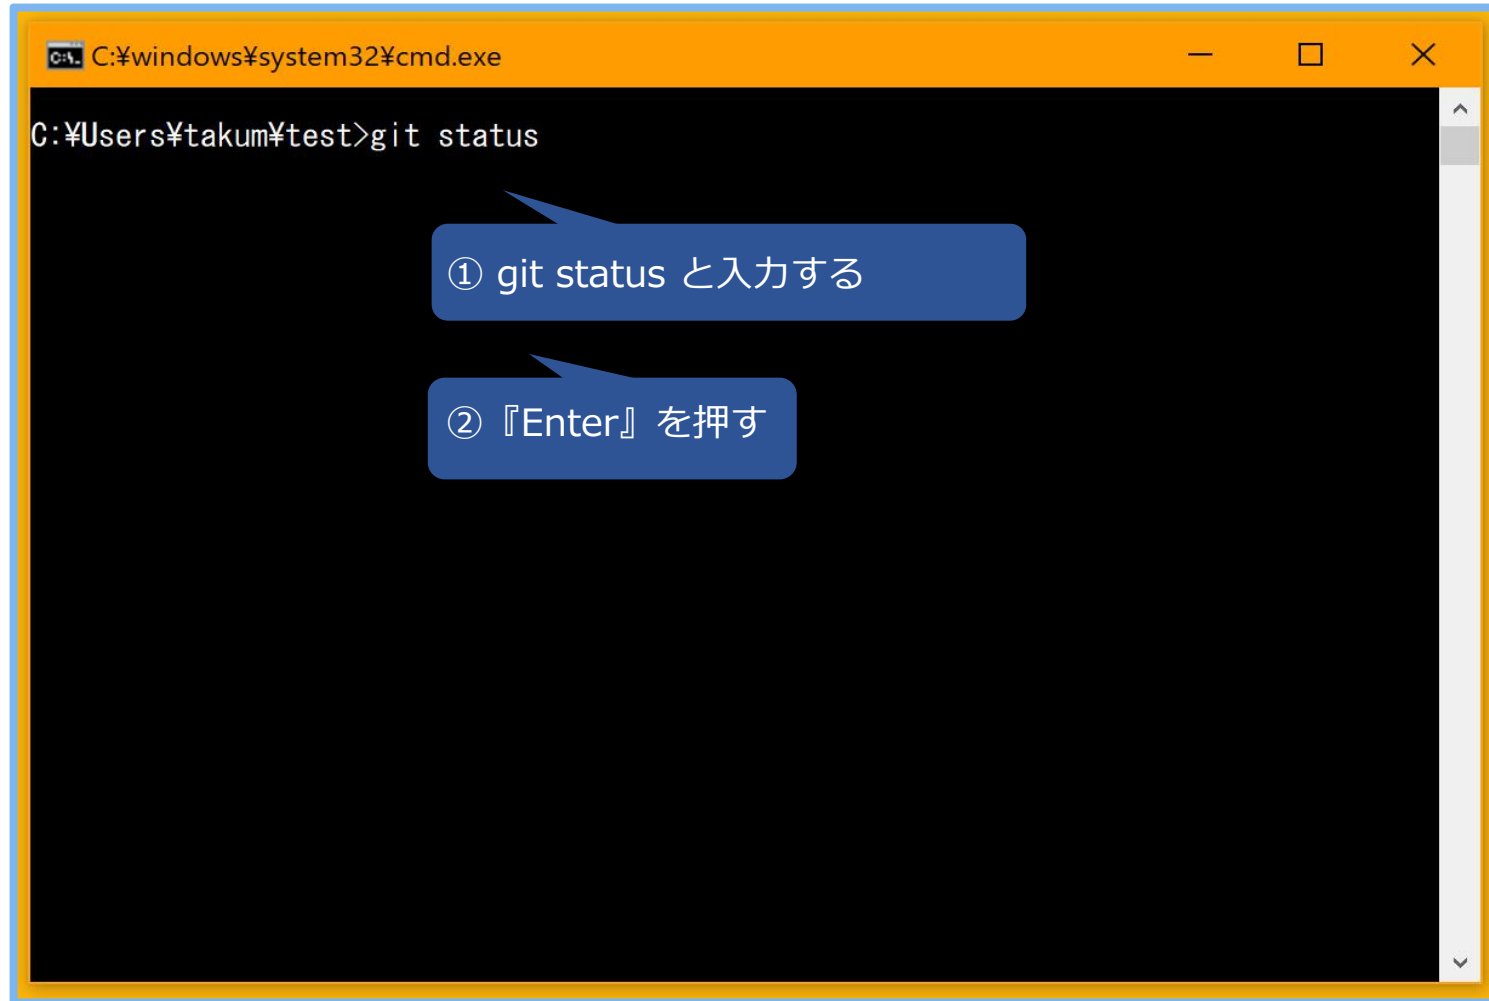 C:¥windows¥system32¥cmd.exe
C:¥Users¥takum¥test>git status
① git status と入力する
②『Enter』を押す